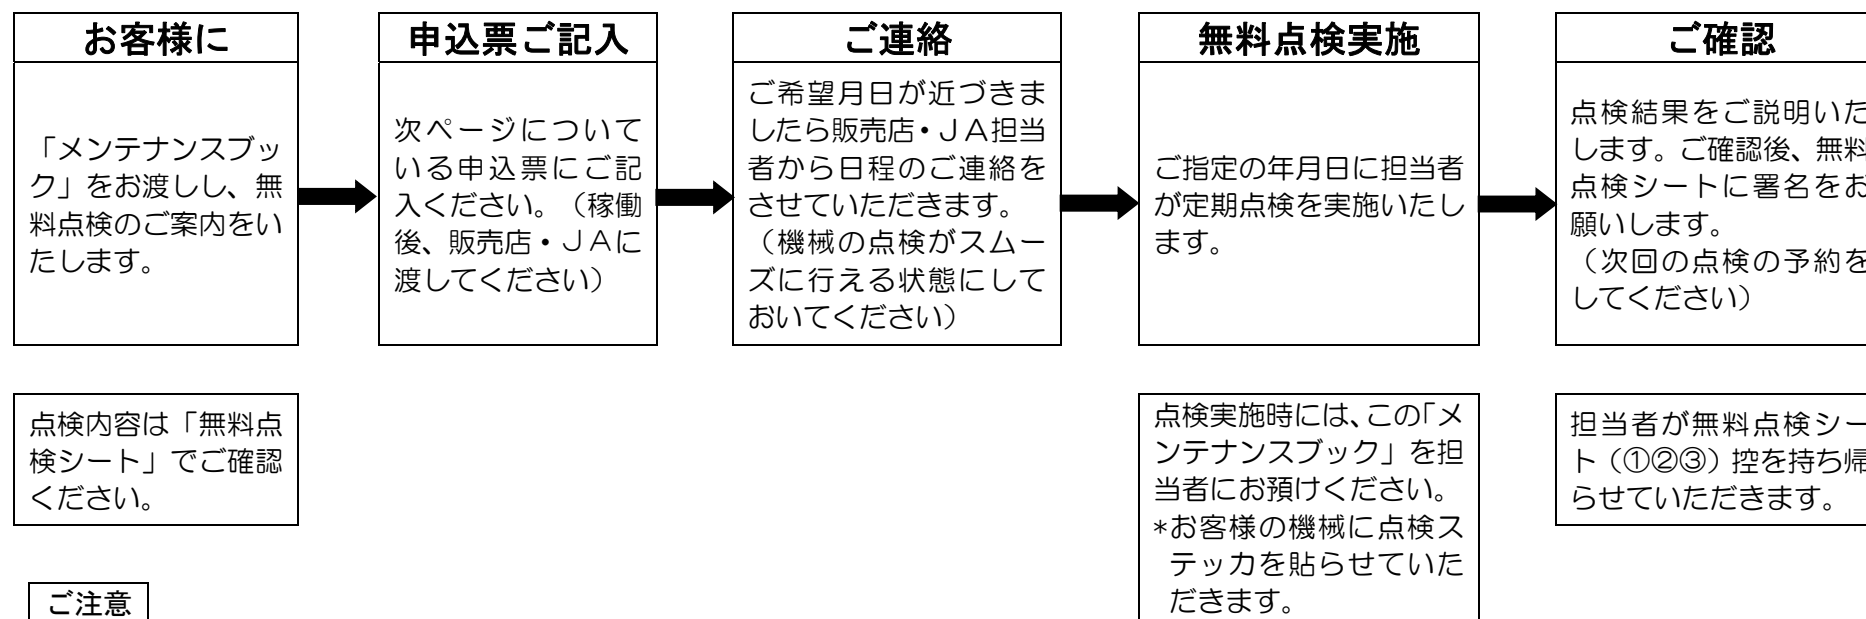 お客様に
「メンテナンスブッ
ク」をお渡しし、無
料点検のご案内をい
たします。
申込票ご記入
次ページについて
いる申込票にご記
入ください。（稼働
後、販売店・ＪＡに
渡してください）
ご連絡
ご希望月日が近づきま
したら販売店・ＪＡ担当
者から日程のご連絡を
させていただきます。
（機械の点検がスムー
ズに行える状態にして
おいてください）
無料点検実施
ご指定の年月日に担当者
が定期点検を実施いたし
ます。
ご確認
点検結果をご説明いた
します。ご確認後、無料
点検シートに署名をお
願いします。
（次回の点検の予約を
してください）
点検内容は「無料点
検シート」でご確認
ください。
点検実施時には、この「メ
ンテナンスブック」を担
当者にお預けください。
*お客様の機械に点検ス
テッカを貼らせていた
だきます。
担当者が無料点検シー
ト（①②③）控を持ち帰
らせていただきます。
ご注意